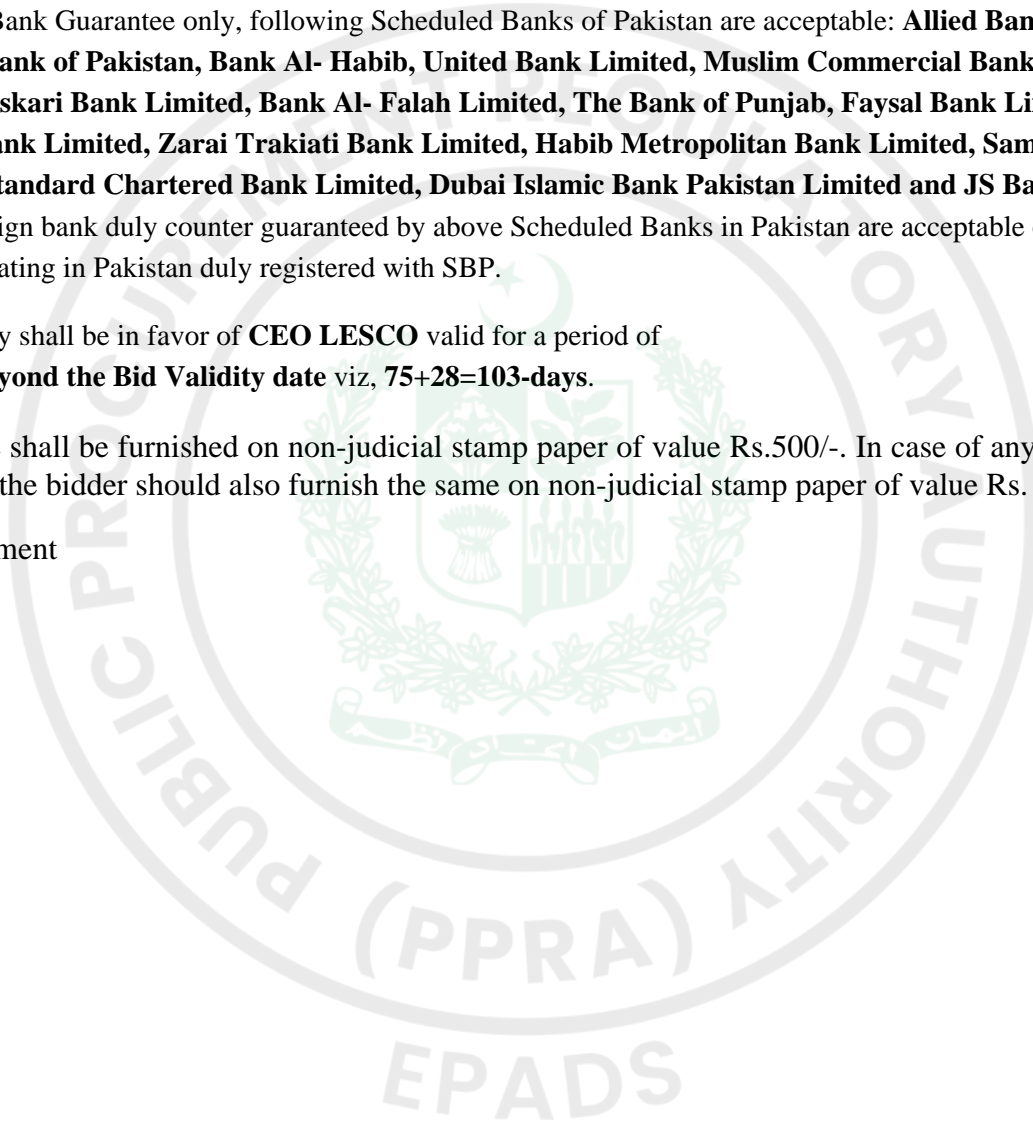 Bank Guarantee only, following Scheduled Banks of Pakistan are acceptable: Allied Ban
ank of Pakistan, Bank Al- Habib, United Bank Limited, Muslim Commercial Bank
skari Bank Limited, Bank Al- Falah Limited, The Bank of Punjab, Faysal Bank Li
ank Limited, Zarai Trakiati Bank Limited, Habib Metropolitan Bank Limited, Sam
tandard Chartered Bank Limited, Dubai Islamic Bank Pakistan Limited and JS Ba
ign bank duly counter guaranteed by above Scheduled Banks in Pakistan are acceptable
ating in Pakistan duly registered with SBP.
y shall be in favor of CEO LESCO valid for a period of
yond the Bid Validity date viz, 75+28=103-days.
shall be furnished on non-judicial stamp paper of value Rs.500/-. In case of any
the bidder should also furnish the same on non-judicial stamp paper of value Rs.
ment
PUBLIC PROCUREMENT REGULATORY AUTHORITY
(PPRA)
EPADS